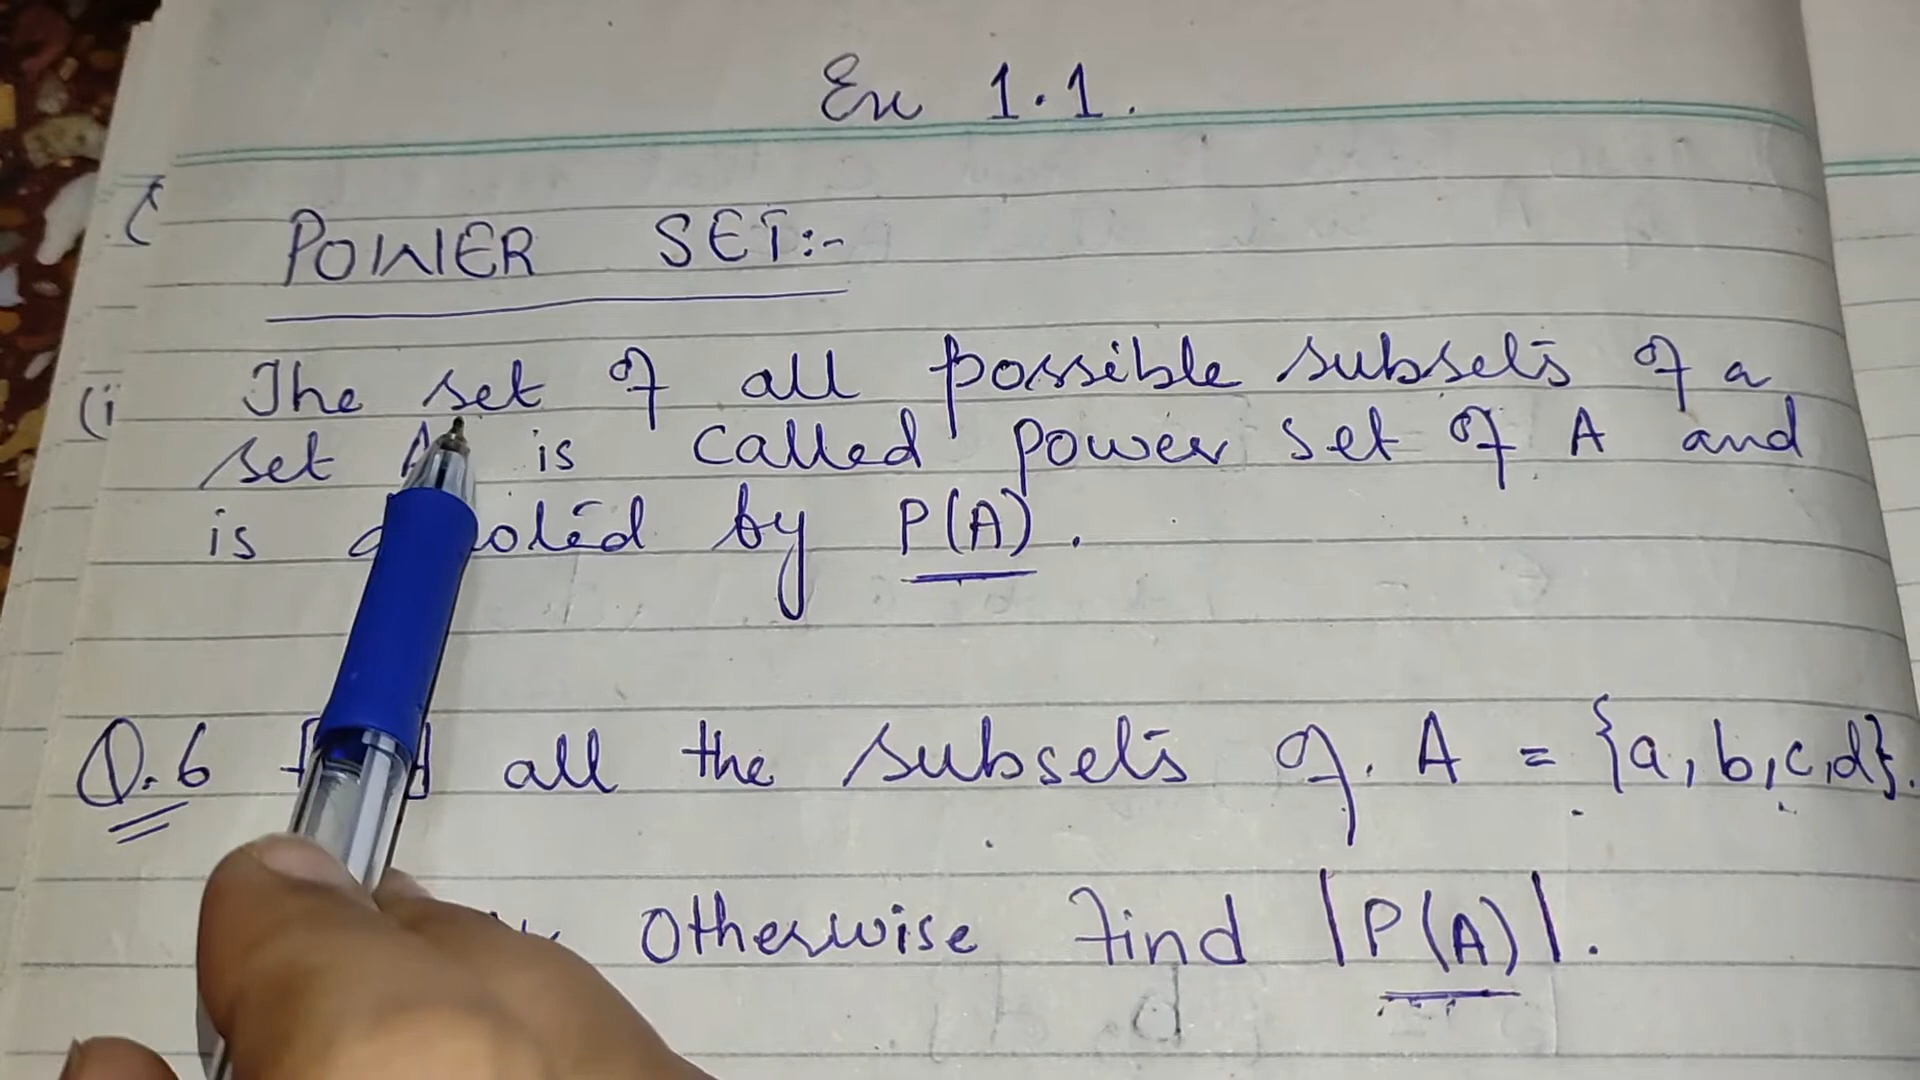 Ex 1.1.
POWER SET:-
(i
The set of all possible subsets of a
set A is called power set of A and
is by P(A).
Q.6 all the subsets of. A = {a, b, c, d}.
otherwise find |P(A)|.